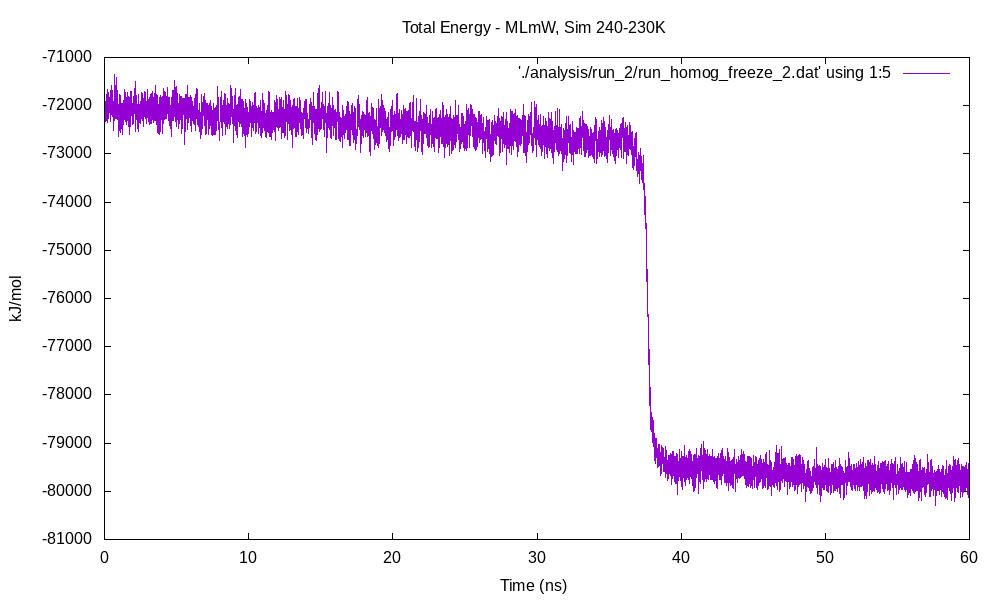 Total Energy - MLmW, Sim 240-230K
'./analysis/run_2/run_homog_freeze_2.dat' using 1:5
-71000
-72000
-73000
-74000
-75000
-76000
-77000
-78000
-79000
-80000
-81000
kJ/mol
0 10 20 30 40 50 60
Time (ns)